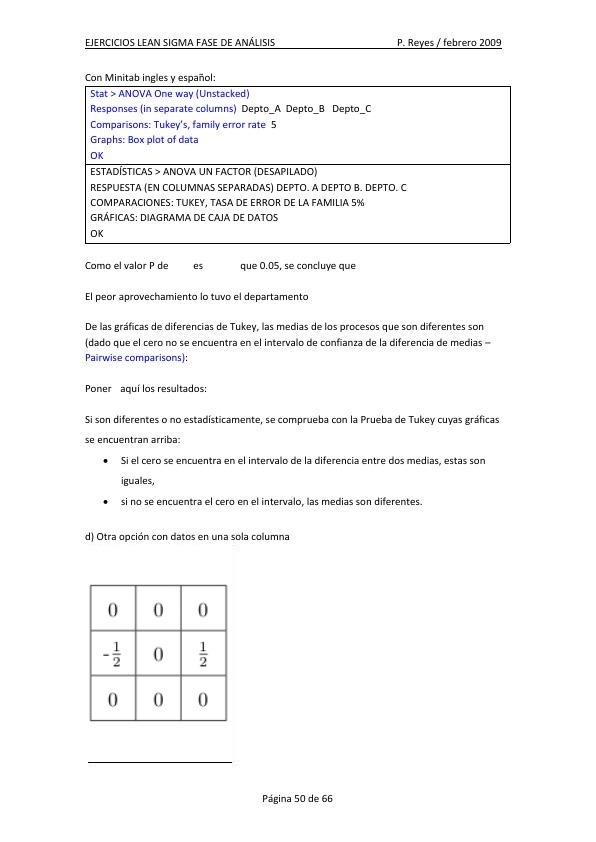 EJERCICIOS LEAN SIGMA FASE DE ANÁLISIS P. Reyes / febrero 2009
Con Minitab ingles y español:
Stat > ANOVA One way (Unstacked)
Responses (in separate columns) Depto_A Depto_B Depto_C
Comparisons: Tukey's, family error rate 5
Graphs: Box plot of data
OK
ESTADÍSTICAS > ANOVA UN FACTOR (DESAPILADO)
RESPUESTA (EN COLUMNAS SEPARADAS) DEPTO. A DEPTO B. DEPTO. C
COMPARACIONES: TUKEY, TASA DE ERROR DE LA FAMILIA 5%
GRÁFICAS: DIAGRAMA DE CAJA DE DATOS
OK
Como el valor P de es que 0.05, se concluye que
El peor aprovechamiento lo tuvo el departamento
De las gráficas de diferencias de Tukey, las medias de los procesos que son diferentes son
(dado que el cero no se encuentra en el intervalo de confianza de la diferencia de medias –
Pairwise comparisons):
Poner aquí los resultados:
Si son diferentes o no estadísticamente, se comprueba con la Prueba de Tukey cuyas gráficas
se encuentran arriba:
• Si el cero se encuentra en el intervalo de la diferencia entre dos medias, estas son
iguales,
• si no se encuentra el cero en el intervalo, las medias son diferentes.
d) Otra opción con datos en una sola columna
0 0 0
-1/2 0 1/2
0 0 0
Página 50 de 66